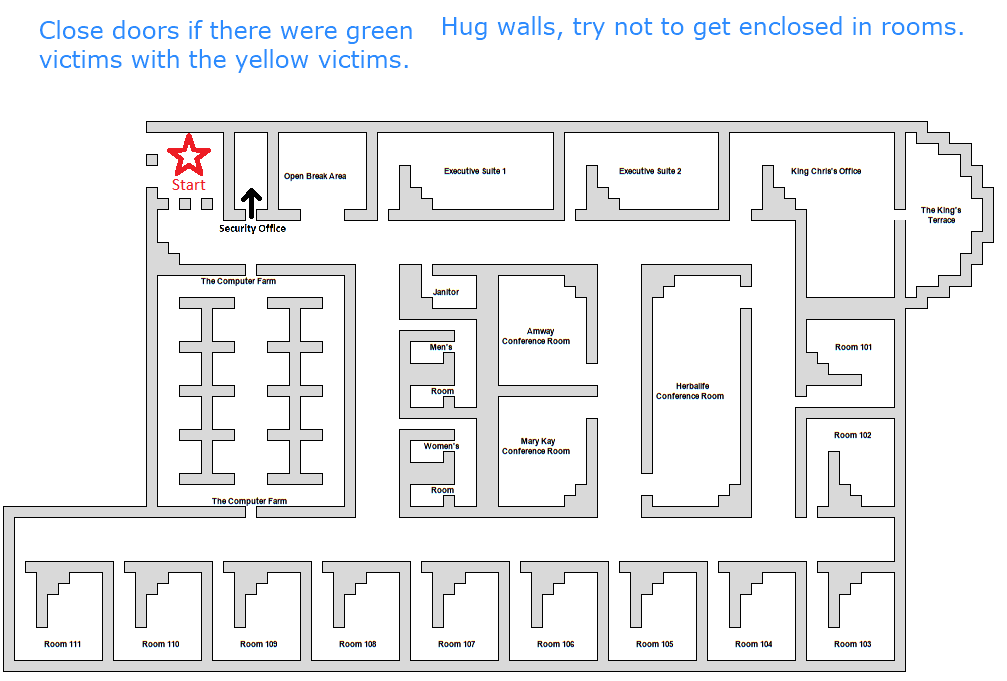 Close doors if there were green
victims with the yellow victims.
Hug walls, try not to get enclosed in rooms.
Start
Open Break Area
Executive Suite 1
Executive Suite 2
King Chris's Office
The King's
Terrace
Security Office
The Computer Farm
Janitor
Men's
Room
Amway
Conference Room
Herbalife
Conference Room
Room 101
Women's
Room
Mary Kay
Conference Room
Room 102
The Computer Farm
Room 111
Room 110
Room 109
Room 108
Room 107
Room 106
Room 105
Room 104
Room 103